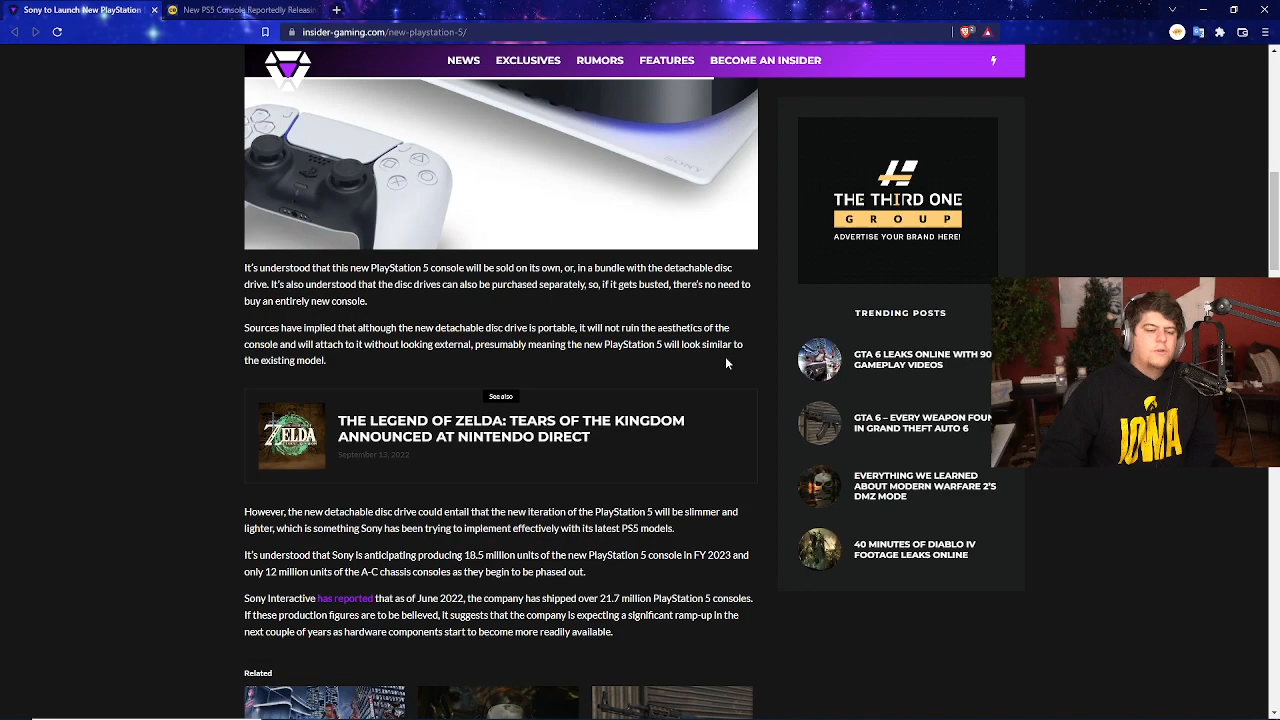 Sony to Launch New PlayStation
New PS5 Console Reportedly Releasin
insider-gaming.com/new-playstation-5/
2
NEWS EXCLUSIVES RUMORS FEATURES BECOME AN INSIDER
SONY
It's understood that this new PlayStation 5 console will be sold on its own, or, in a bundle with the detachable disc
drive. It's also understood that the disc drives can also be purchased separately, so, if it gets busted, there's no need to
buy an entirely new console.
Sources have implied that although the new detachable disc drive is portable, it will not ruin the aesthetics of the
console and will attach to it without looking external, presumably meaning the new PlayStation 5 will look similar to
the existing model.
See also
ZELDA
THE LEGEND OF ZELDA: TEARS OF THE KINGDOM
ANNOUNCED AT NINTENDO DIRECT
September 13, 2022
However, the new detachable disc drive could entail that the new iteration of the PlayStation 5 will be slimmer and
lighter, which is something Sony has been trying to implement effectively with its latest PS5 models.
It's understood that Sony is anticipating producing 18.5 million units of the new PlayStation 5 console in FY 2023 and
only 12 million units of the A-C chassis consoles as they begin to be phased out.
Sony Interactive has reported that as of June 2022, the company has shipped over 21.7 million PlayStation 5 consoles.
If these production figures are to be believed, it suggests that the company is expecting a significant ramp-up in the
next couple of years as hardware components start to become more readily available.
Related
THE THIRD ONE
GROUP
ADVERTISE YOUR BRAND HERE!
TRENDING POSTS
GTA 6 LEAKS ONLINE WITH 90
GAMEPLAY VIDEOS
GTA 6 – EVERY WEAPON FOUN
IN GRAND THEFT AUTO 6
EVERYTHING WE LEARNED
ABOUT MODERN WARFARE 2'S
DMZ MODE
40 MINUTES OF DIABLO IV
FOOTAGE LEAKS ONLINE
IOWA